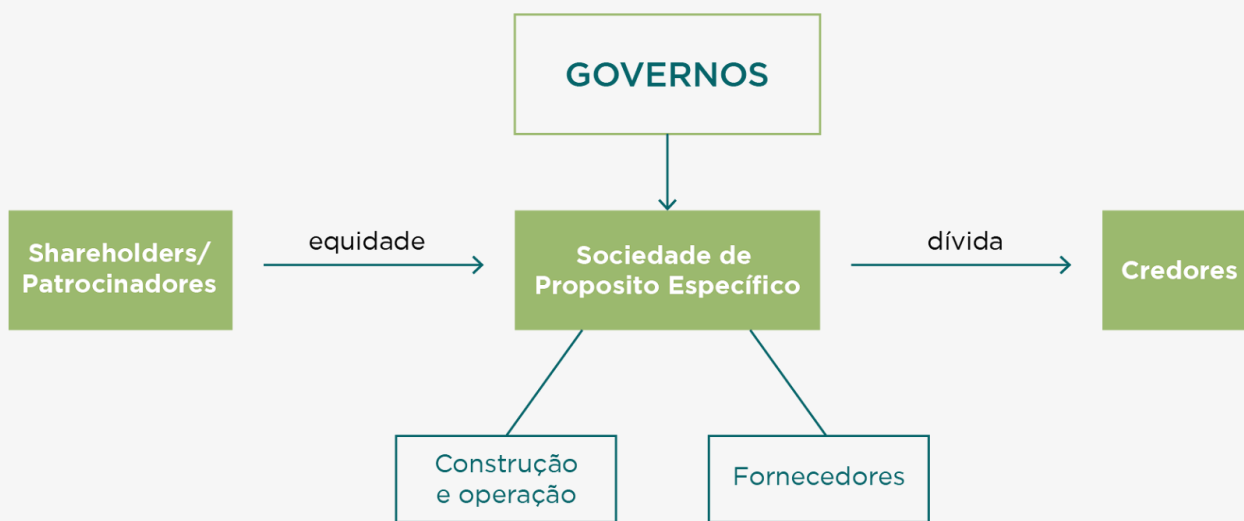 GOVERNOS
Shareholders/
Patrocinadores
equidade
Sociedade de
Proposito Específico
dívida
Credores
Construção
e operação
Fornecedores